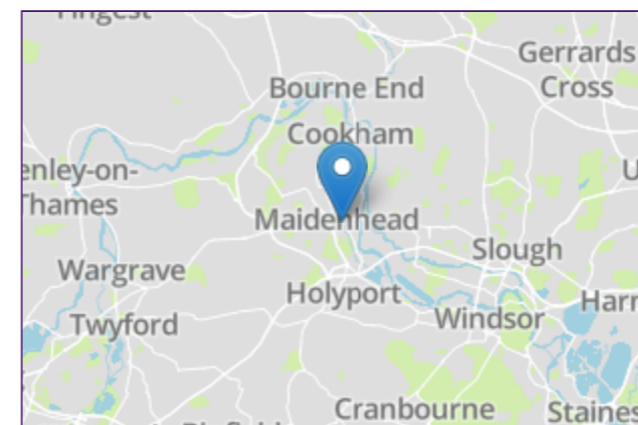 Gerrards
Cross
Bourne End
Cookham
enley-on-
Thames
Maidenhead
Slough
Wargrave
Holyport
Windsor
Twyford
Cranbourne
Staines